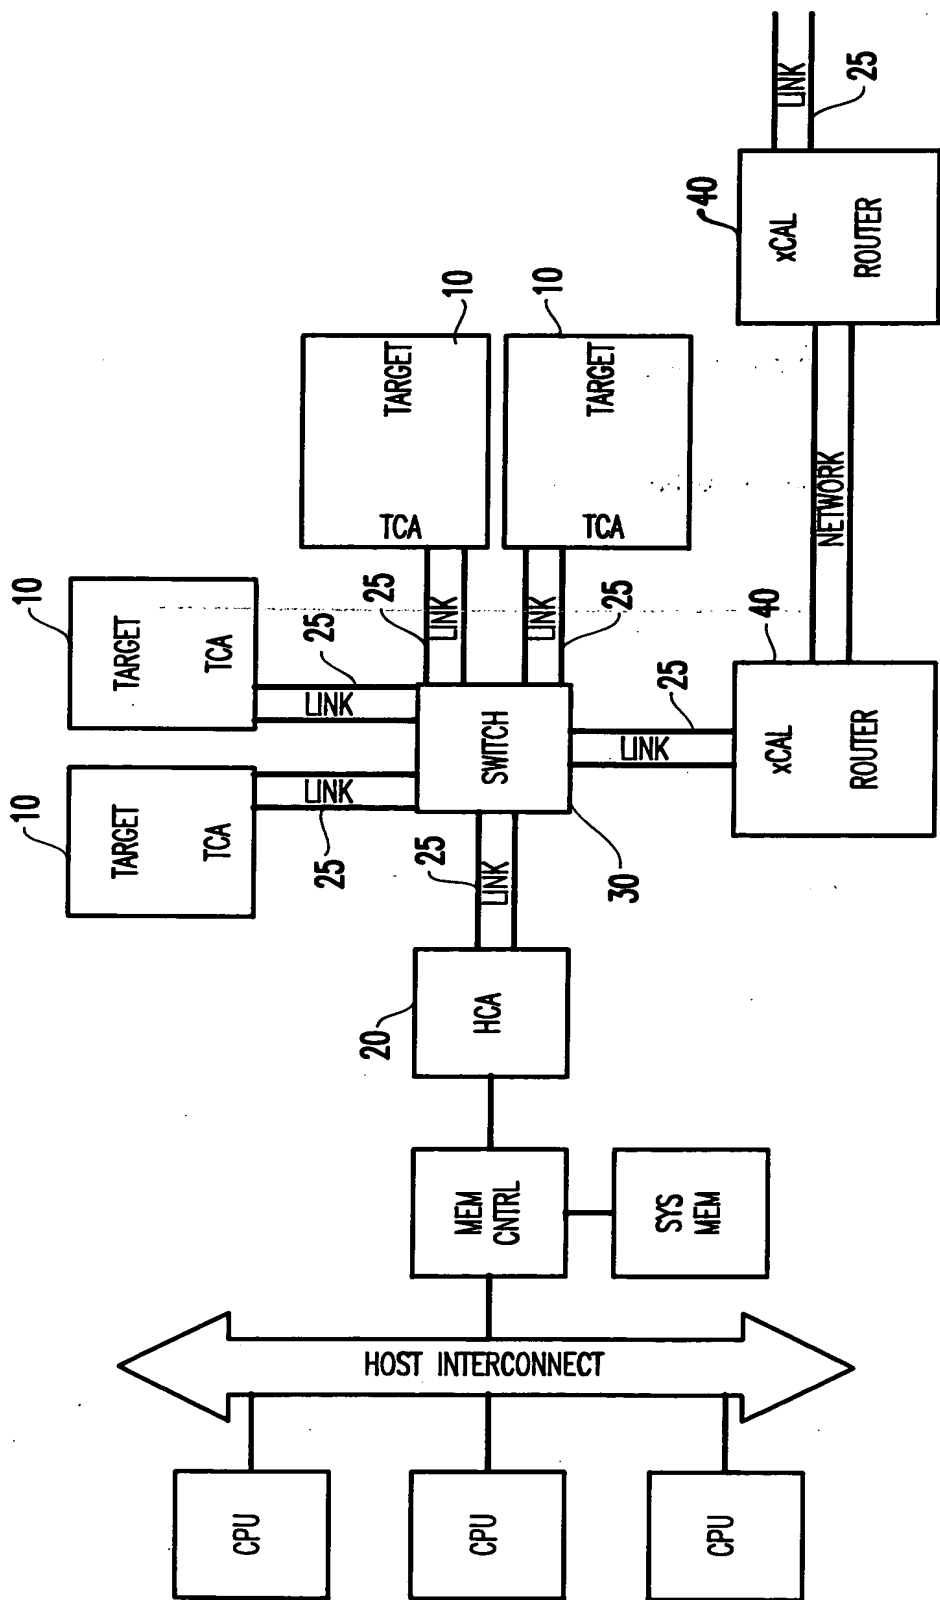 10
TARGET
TCA
10
TARGET
TCA
25
LINK
25
LINK
CPU
CPU
CPU
HOST INTERCONNECT
MEM
CNTRL
SYS
MEM
20
HCA
25
LINK
SWITCH
30
25
LINK
TCA
TARGET
10
25
LINK
TCA
TARGET
10
25
LINK
40
xCAL
ROUTER
NETWORK
40
xCAL
ROUTER
LINK
25